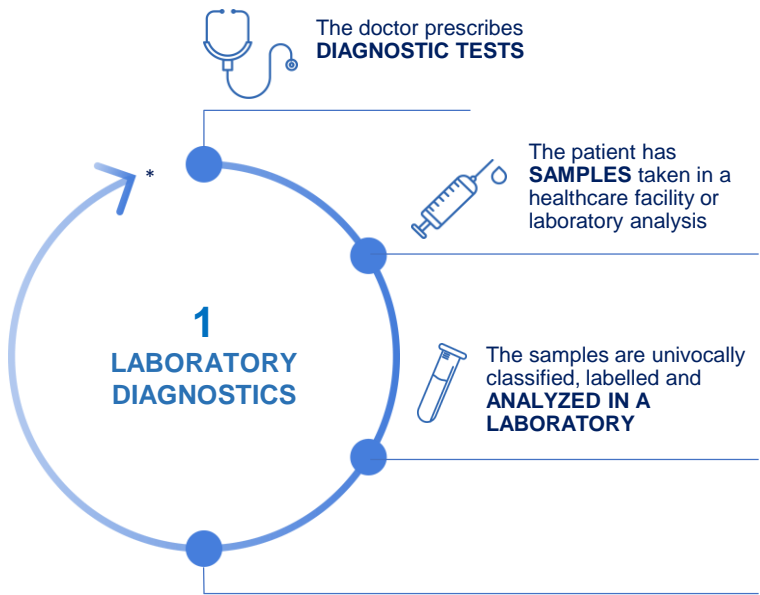 The doctor prescribes
DIAGNOSTIC TESTS
*
The patient has
SAMPLES taken in a
healthcare facility or
laboratory analysis
1
LABORATORY
DIAGNOSTICS
The samples are univocally
classified, labelled and
ANALYZED IN A
LABORATORY